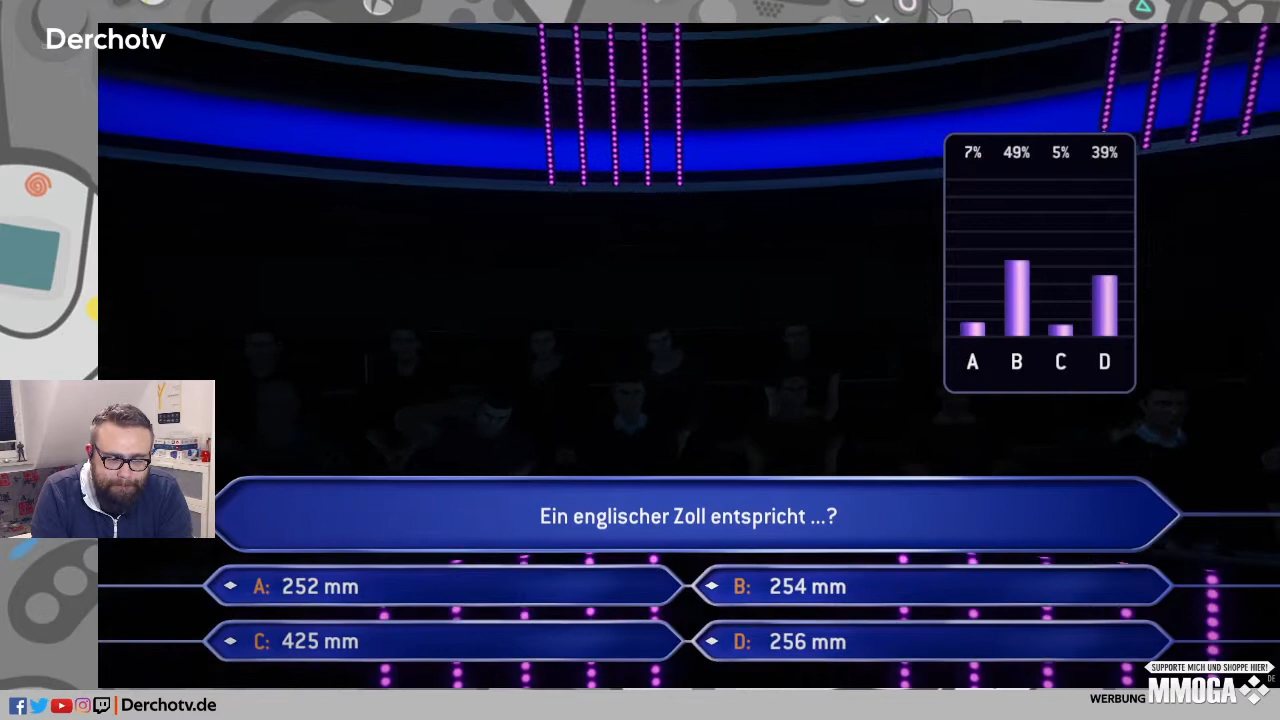 Derchotv
7% 49% 5% 39%
A B C D
Ein englischer Zoll entspricht ...?
A: 252 mm
B: 254 mm
C: 425 mm
D: 256 mm
SUPPORTE MICH UND SHOPPE HIER!
WERBUNG MMOGA.DE
Derchotv.de